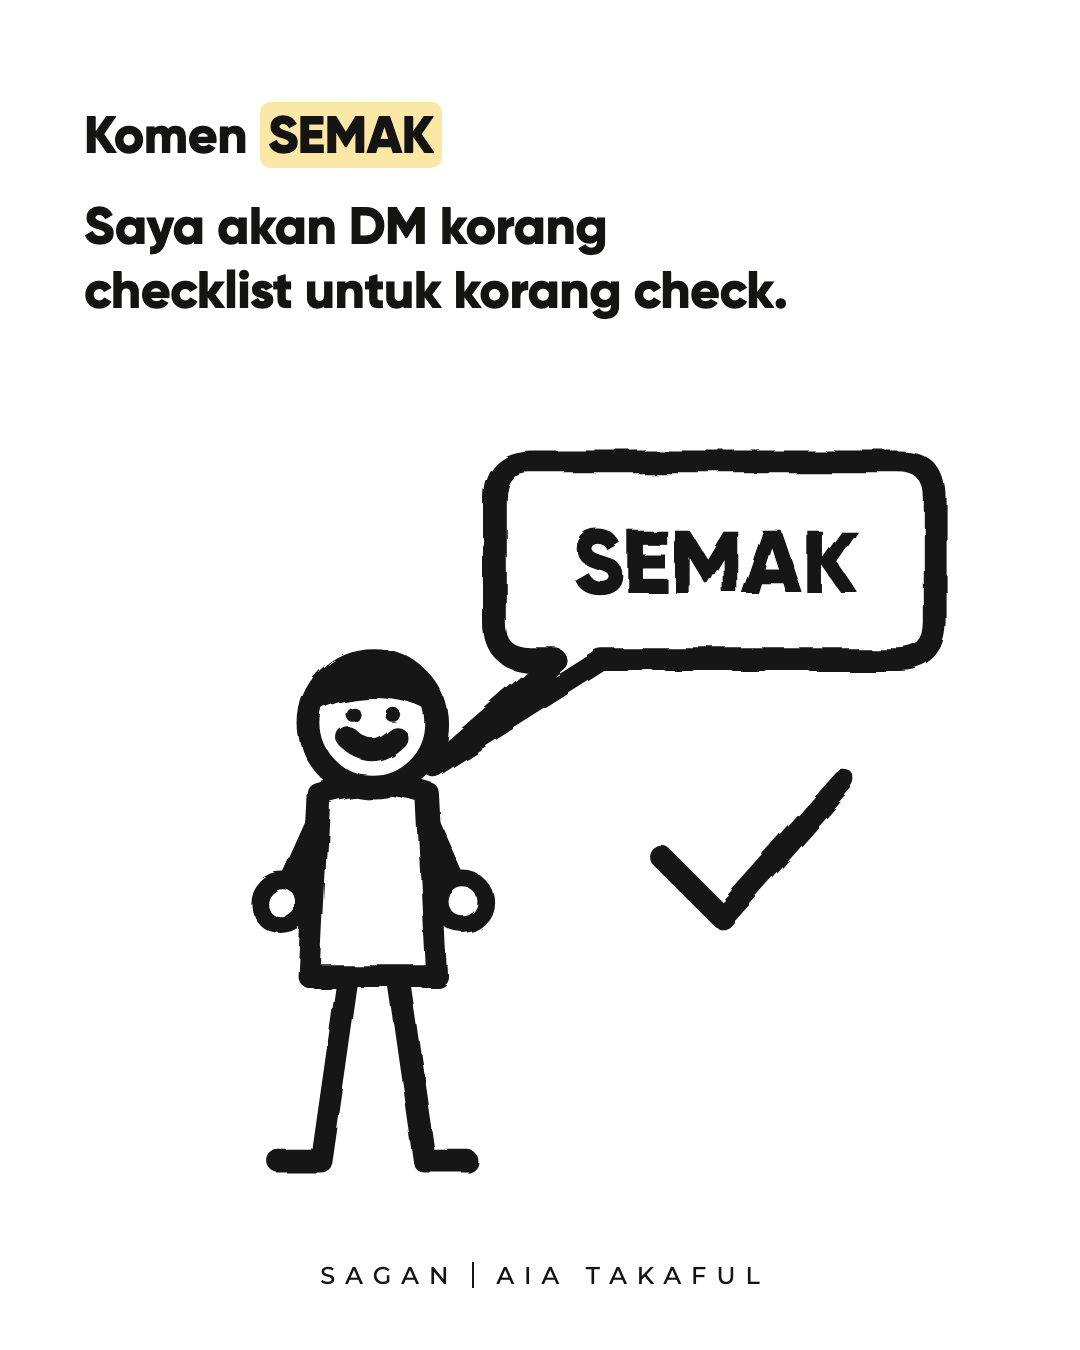 Komen SEMAK
Saya akan DM korang
checklist untuk korang check.
SEMAK
SAGAN | AIA TAKAFUL